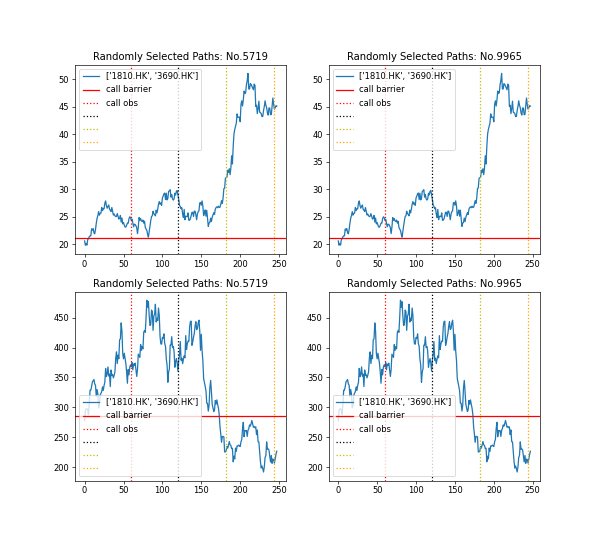 Randomly Selected Paths: No.5719
['1810.HK', '3690.HK']
call barrier
call obs
50
45
40
35
30
25
20
0 50 100 150 200 250
Randomly Selected Paths: No.9965
['1810.HK', '3690.HK']
call barrier
call obs
50
45
40
35
30
25
20
0 50 100 150 200 250
Randomly Selected Paths: No.5719
450
400
350
300
250
200
['1810.HK', '3690.HK']
call barrier
call obs
0 50 100 150 200 250
Randomly Selected Paths: No.9965
450
400
350
300
250
200
['1810.HK', '3690.HK']
call barrier
call obs
0 50 100 150 200 250